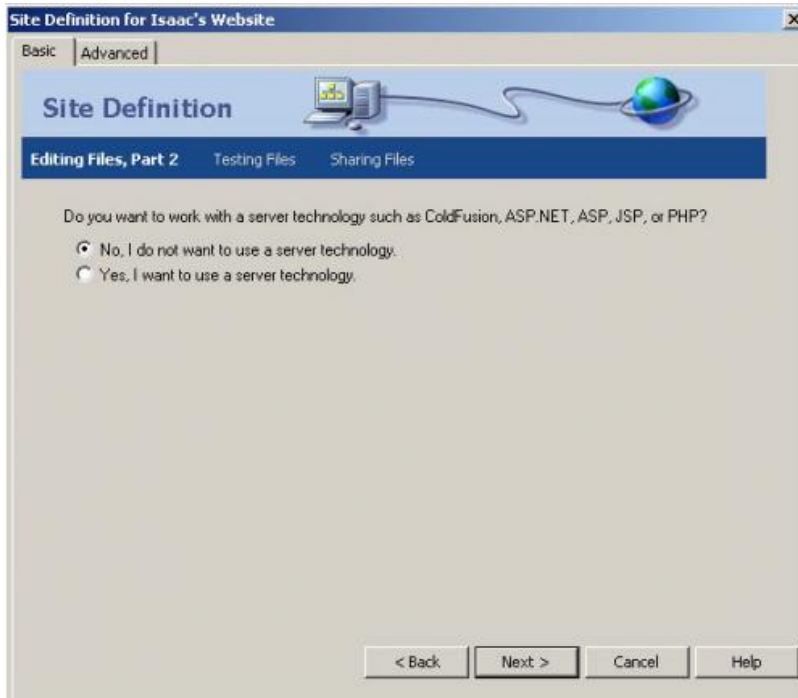 Site Definition for Isaac's Website
Basic Advanced
Site Definition
Editing Files, Part 2 Testing Files Sharing Files
Do you want to work with a server technology such as ColdFusion, ASP.NET, ASP, JSP, or PHP?
No, I do not want to use a server technology.
Yes, I want to use a server technology.
< Back Next > Cancel Help